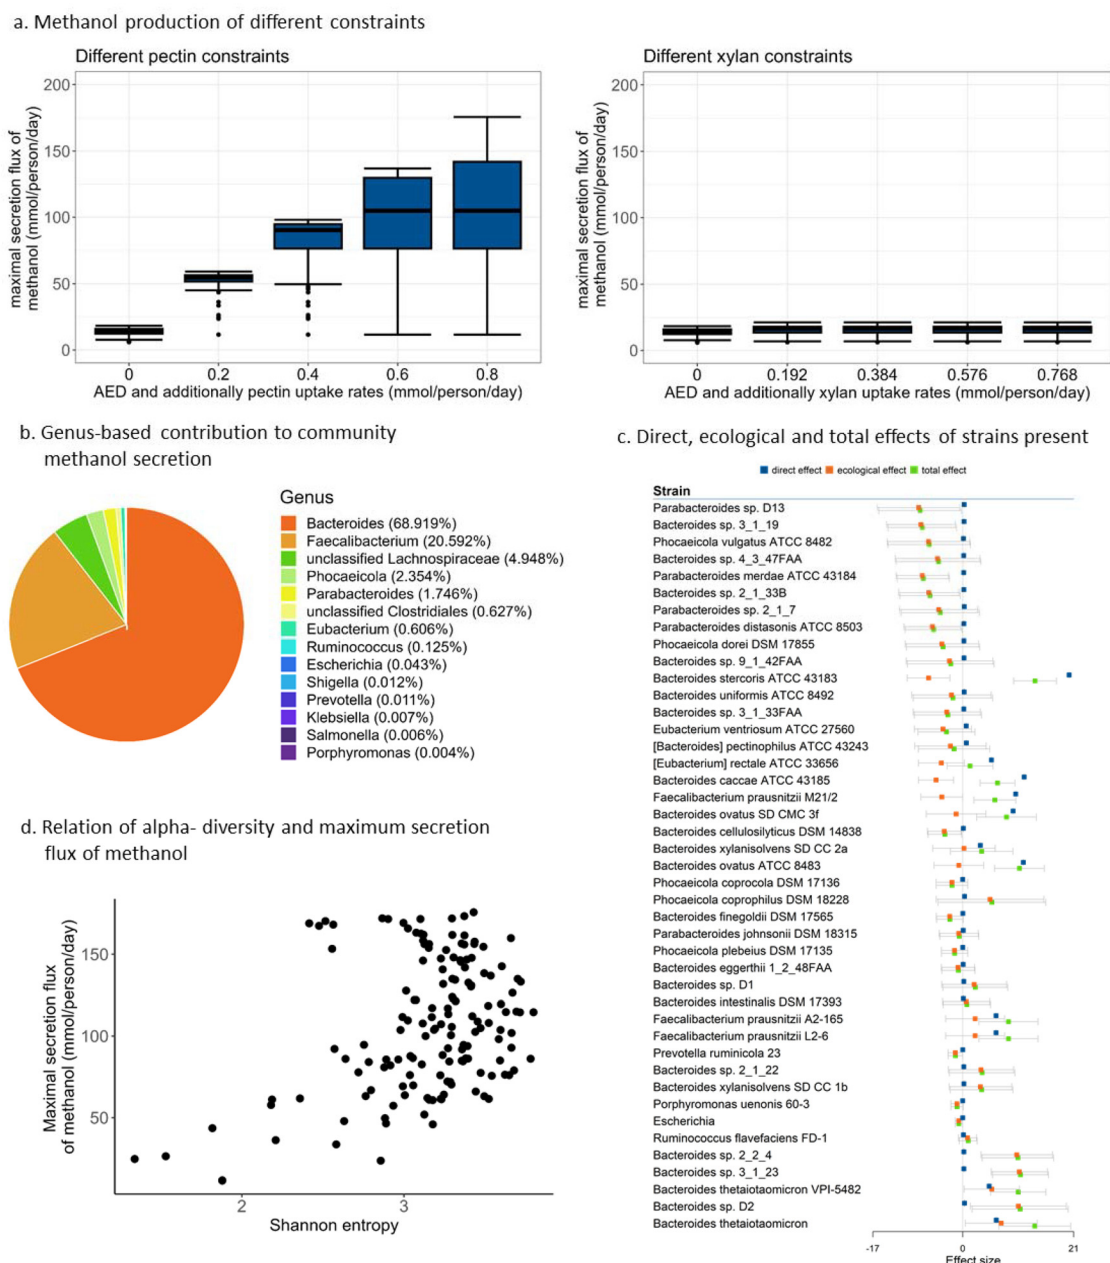 a. Methanol production of different constraints
Different pectin constraints
maximal secretion flux of
methanol (mmol/person/day)
200
150
100
50
0
0
0.2
0.4
0.6
0.8
AED and additionally pectin uptake rates (mmol/person/day)
Different xylan constraints
maximal secretion flux of
methanol (mmol/person/day)
200
150
100
50
0
0
0.192
0.384
0.576
0.768
AED and additionally xylan uptake rates (mmol/person/day)
b. Genus-based contribution to community
methanol secretion
Genus
Bacteroides (68.919%)
Faecalibacterium (20.592%)
unclassified Lachnospiraceae (4.948%)
Phocaeicola (2.354%)
Parabacteroides (1.746%)
unclassified Clostridiales (0.627%)
Eubacterium (0.606%)
Ruminococcus (0.125%)
Escherichia (0.043%)
Shigella (0.012%)
Prevotella (0.011%)
Klebsiella (0.007%)
Salmonella (0.006%)
Porphyromonas (0.004%)
c. Direct, ecological and total effects of strains present
direct effect
ecological effect
total effect
Strain
Parabacteroides sp. D13
Bacteroides sp. 3_1_19
Phocaeicola vulgatus ATCC 8482
Bacteroides sp. 4_3_47FAA
Parabacteroides merdae ATCC 43184
Bacteroides sp. 2_1_33B
Parabacteroides sp. 2_1_7
Parabacteroides distasonis ATCC 8503
Phocaeicola dorei DSM 17855
Bacteroides sp. 9_1_42FAA
Bacteroides stercoris ATCC 43183
Bacteroides uniformis ATCC 8492
Bacteroides sp. 3_1_33FAA
Eubacterium ventriosum ATCC 27560
[Bacteroides] pectinophilus ATCC 43243
[Eubacterium] rectale ATCC 33656
Bacteroides caccae ATCC 43185
Faecalibacterium prausnitzii M21/2
Bacteroides ovatus SD CMC 3f
Bacteroides cellulosilyticus DSM 14838
Bacteroides xylanisolvens SD CC 2a
Bacteroides ovatus ATCC 8483
Phocaeicola coprocola DSM 17136
Phocaeicola coprophilus DSM 18228
Bacteroides finegoldii DSM 17565
Parabacteroides johnsonii DSM 18315
Phocaeicola plebeius DSM 17135
Bacteroides eggerthii 1_2_48FAA
Bacteroides sp. D1
Bacteroides intestinalis DSM 17393
Faecalibacterium prausnitzii A2-165
Faecalibacterium prausnitzii L2-6
Prevotella ruminicola 23
Bacteroides sp. 2_1_22
Bacteroides xylanisolvens SD CC 1b
Porphyromonas uenonis 60-3
Escherichia
Ruminococcus flavefaciens FD-1
Bacteroides sp. 2_2_4
Bacteroides sp. 3_1_23
Bacteroides thetaiotaomicron VPI-5482
Bacteroides sp. D2
Bacteroides thetaiotaomicron
-17
0
21
Effect size
d. Relation of alpha- diversity and maximum secretion
flux of methanol
Maximal secretion flux
of methanol (mmol/person/day)
150
100
50
2
3
Shannon entropy